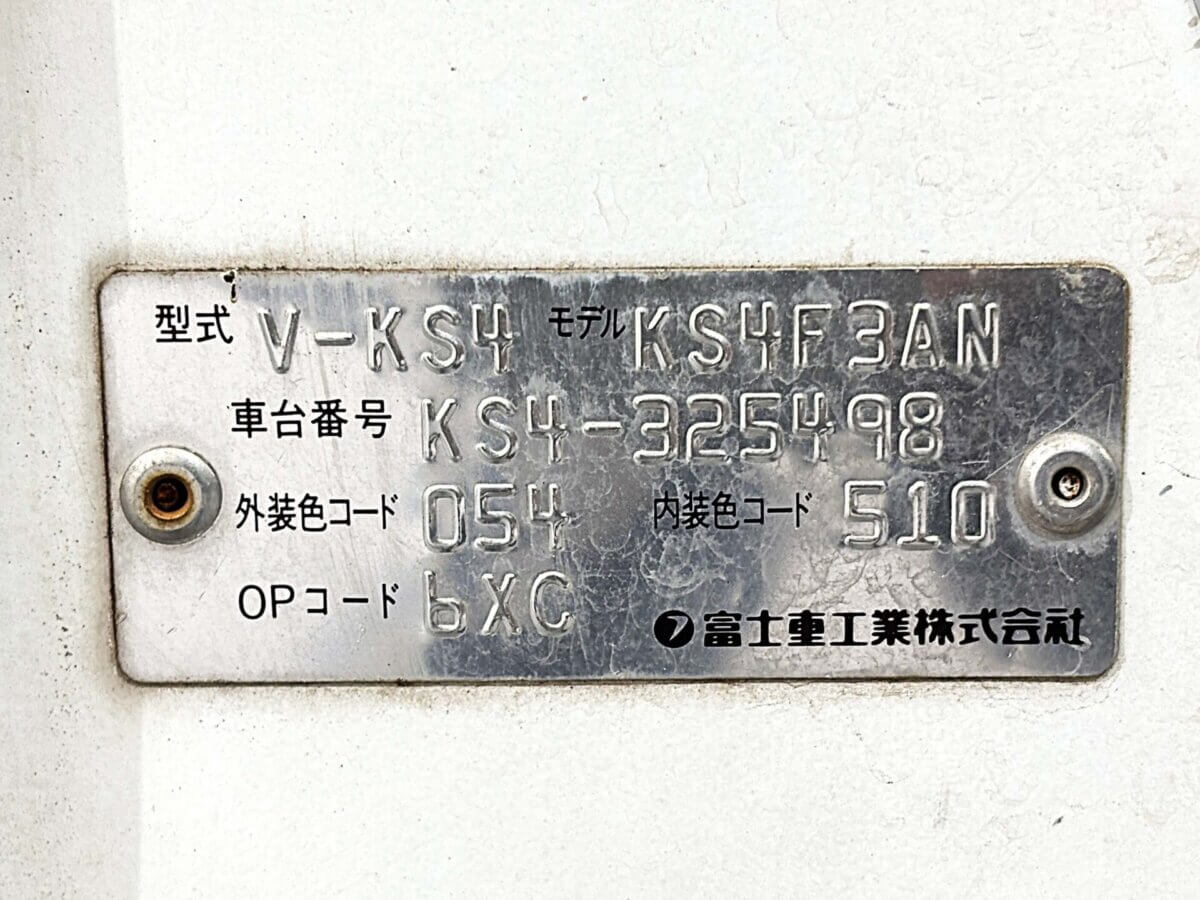 型式 V-KS4 モデル KS4F3AN
車台番号 KS4-325498
外装色コード 054 内装色コード 510
OPコード 6XC
フ 富士重工業株式会社